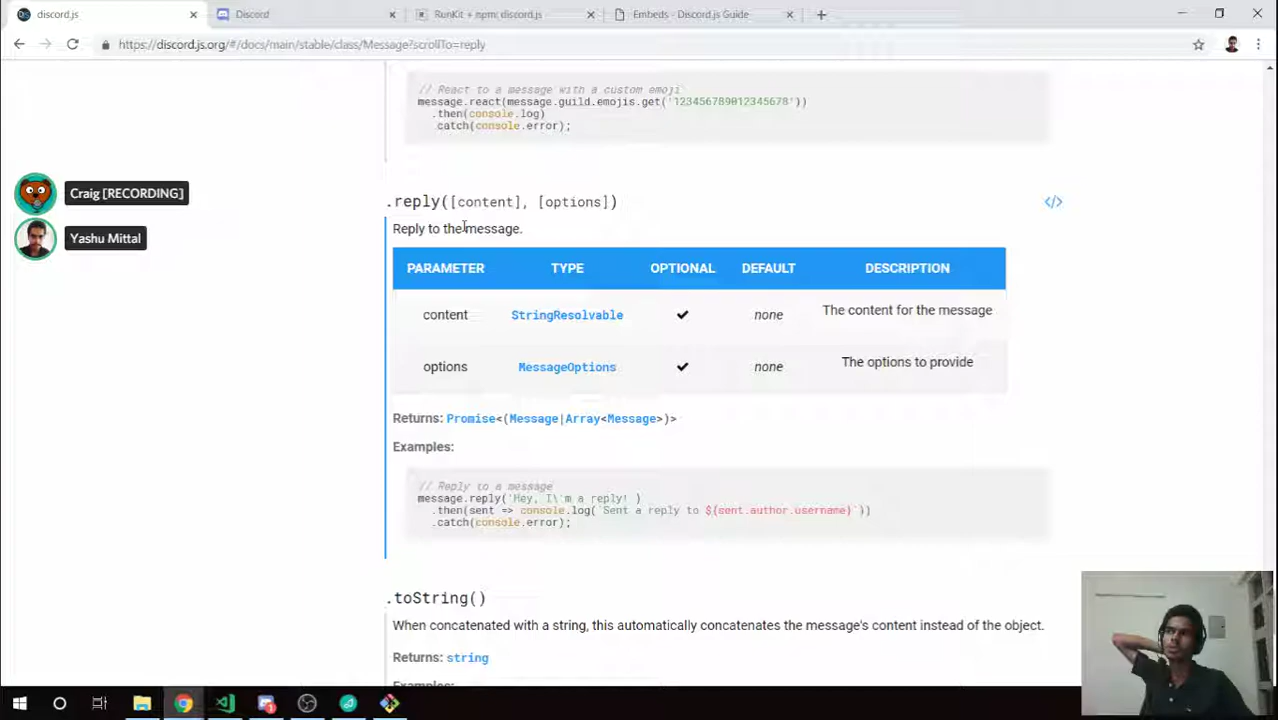 discord.js
Discord
RunKit + npm: discord.js
Embeds - Discord.js Guide
https://discord.js.org/#/docs/main/stable/class/Message?scrollTo=reply
// React to a message with a custom emoji
message.react(message.guild.emojis.get('123456789012345678'))
.then(console.log)
catch(console.error);
Craig [RECORDING]
Yashu Mittal
.reply([content], [options])
</>
Reply to the message.
PARAMETER TYPE OPTIONAL DEFAULT DESCRIPTION
content StringResolvable ✓ none The content for the message
options MessageOptions ✓ none The options to provide
Returns: Promise<(Message|Array<Message>)>
Examples:
// Reply to a message
message.reply('Hey, I\'m a reply! )
.then(sent => console.log(`Sent a reply to ${sent.author.username}`))
.catch(console.error);
.toString()
When concatenated with a string, this automatically concatenates the message's content instead of the object.
Returns: string
Examples: